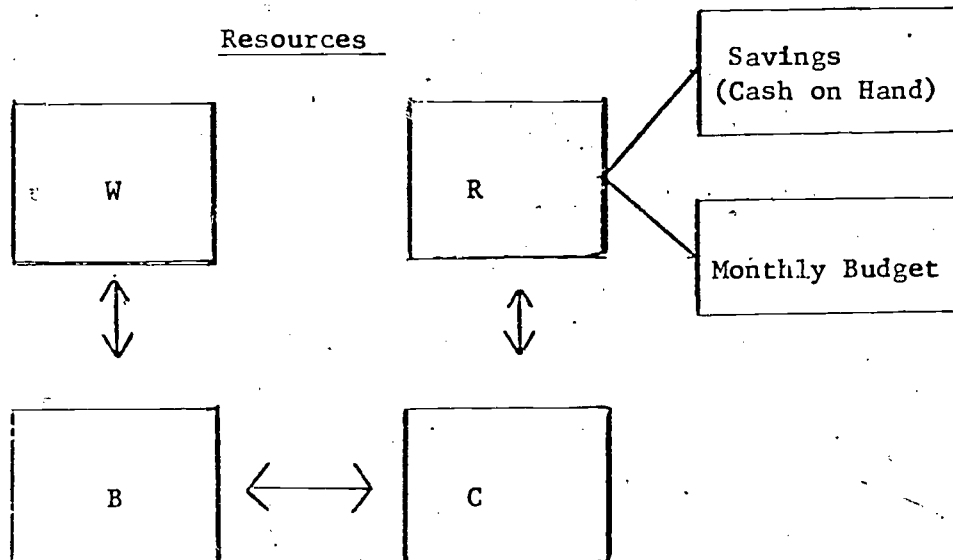 Resources
Savings
(Cash on Hand)
W
R
Monthly Budget
B
C